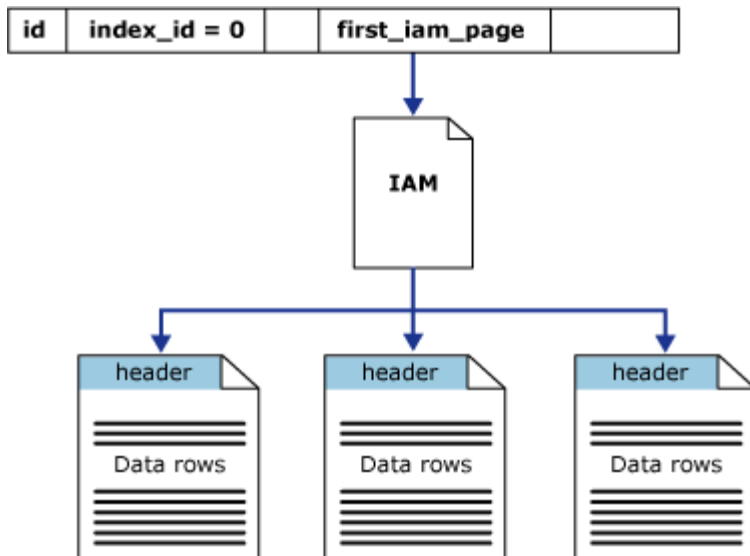 id index_id = 0 first_iam_page
IAM
header header header
Data rows Data rows Data rows